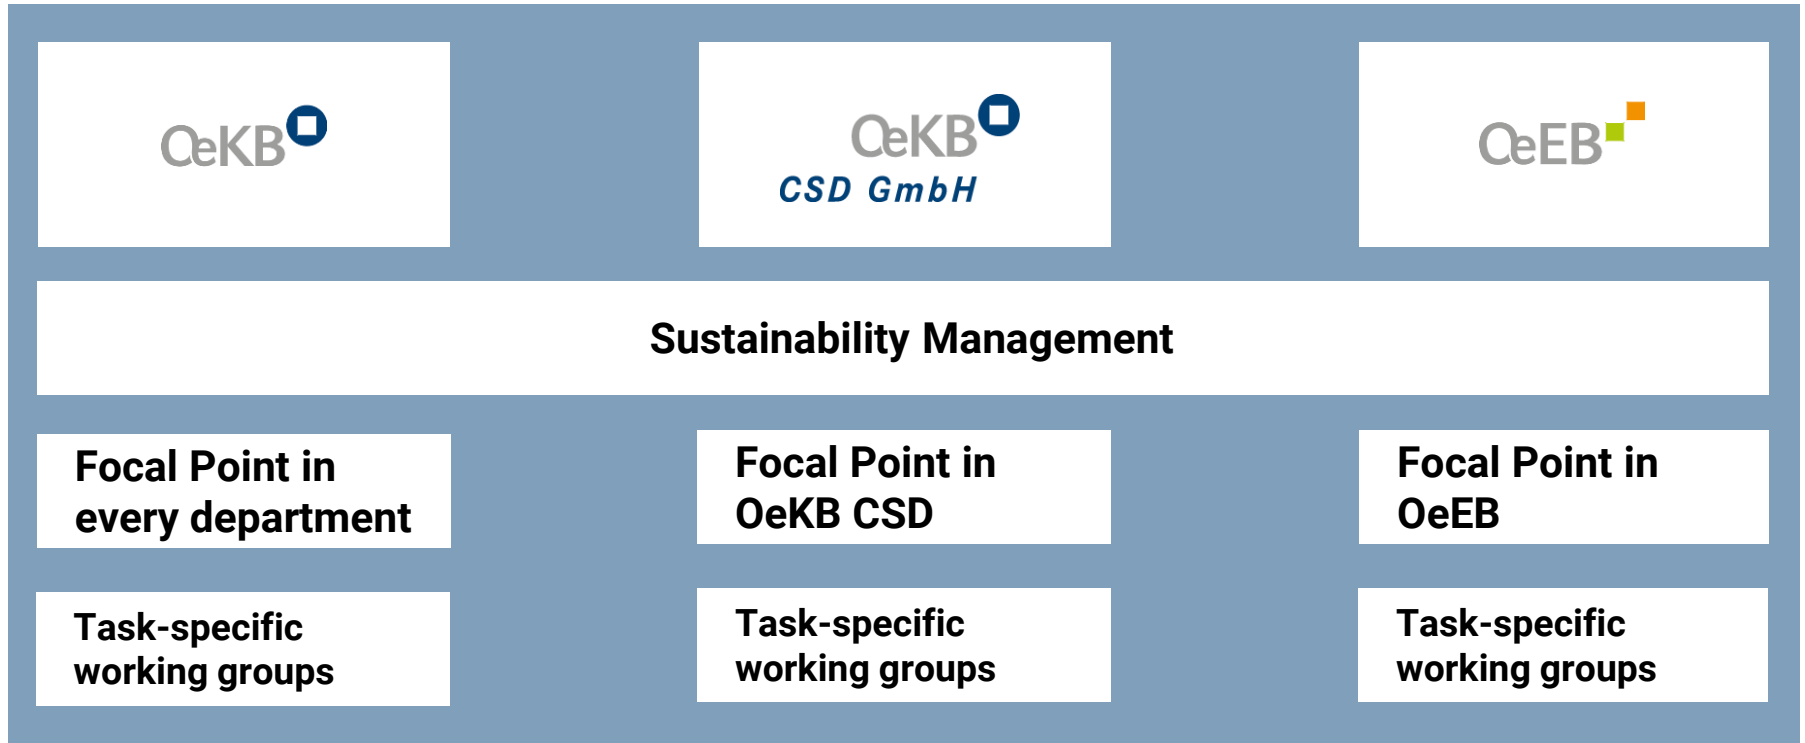 OeKB
OeKB
CSD GmbH
OeEB
Sustainability Management
Focal Point in
every department
Focal Point in
OeKB CSD
Focal Point in
OeEB
Task-specific
working groups
Task-specific
working groups
Task-specific
working groups